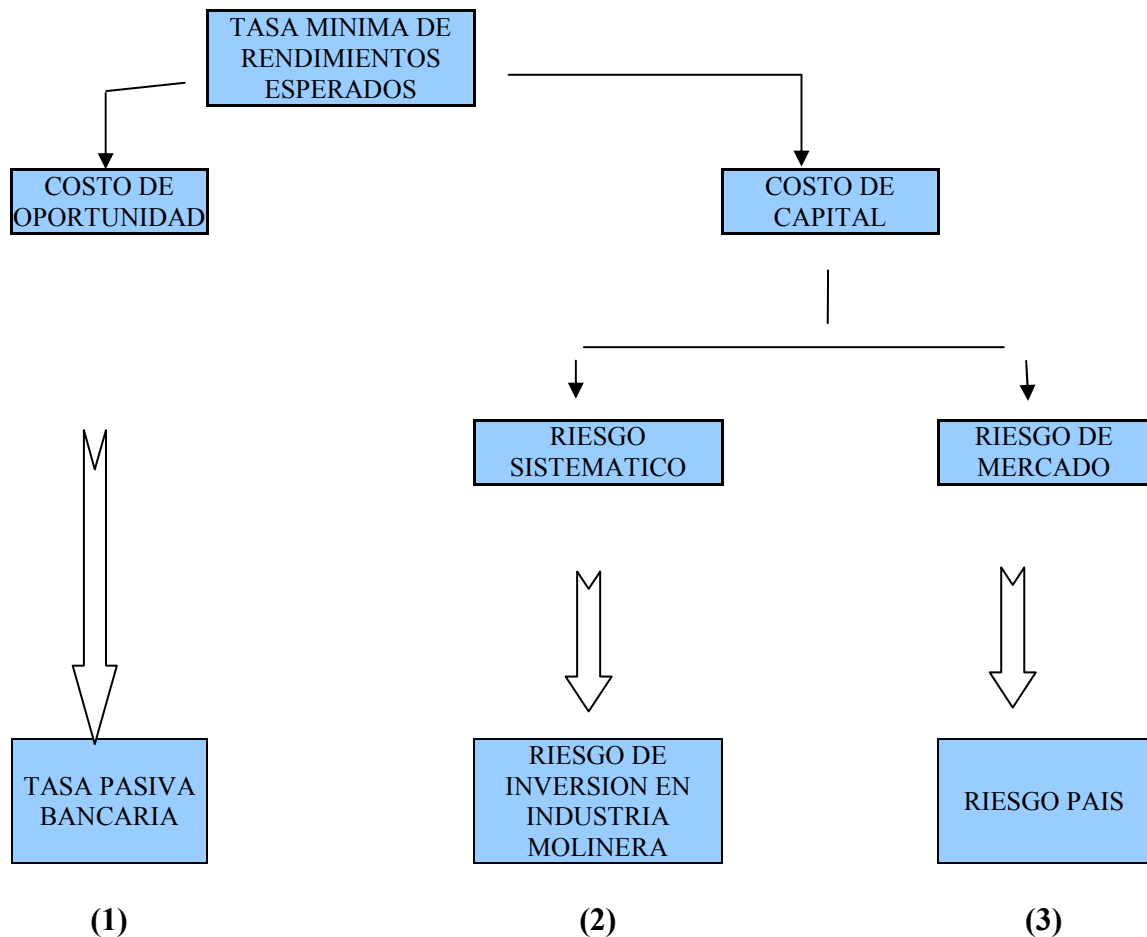 TASA MINIMA DE
RENDIMIENTOS
ESPERADOS
COSTO DE
OPORTUNIDAD
COSTO DE
CAPITAL
RIESGO
SISTEMATICO
RIESGO DE
MERCADO
TASA PASIVA
BANCARIA
RIESGO DE
INVERSION EN
INDUSTRIA
MOLINERA
RIESGO PAIS
(1)
(2)
(3)